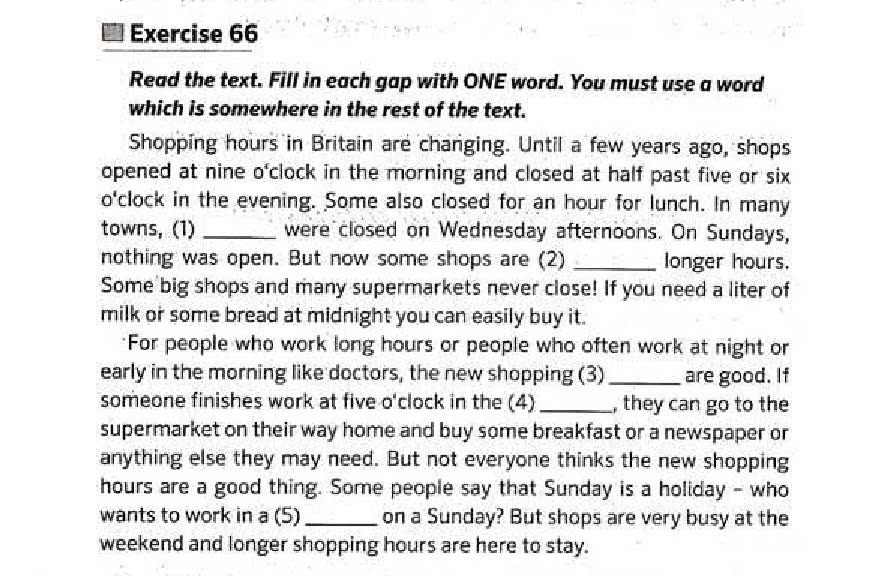 Exercise 66
Read the text. Fill in each gap with ONE word. You must use a word
which is somewhere in the rest of the text.
Shopping hours in Britain are changing. Until a few years ago, shops
opened at nine o'clock in the morning and closed at half past five or six
o'clock in the evening. Some also closed for an hour for lunch. In many
towns, (1) ______ were closed on Wednesday afternoons. On Sundays,
nothing was open. But now some shops are (2) ______ longer hours.
Some big shops and many supermarkets never close! If you need a liter of
milk or some bread at midnight you can easily buy it.
For people who work long hours or people who often work at night or
early in the morning like doctors, the new shopping (3) ______ are good. If
someone finishes work at five o'clock in the (4) ______, they can go to the
supermarket on their way home and buy some breakfast or a newspaper or
anything else they may need. But not everyone thinks the new shopping
hours are a good thing. Some people say that Sunday is a holiday – who
wants to work in a (5) ______ on a Sunday? But shops are very busy at the
weekend and longer shopping hours are here to stay.